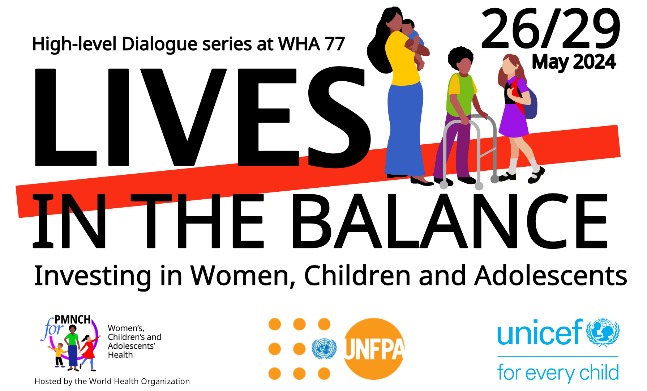 High-level Dialogue series at WHA 77
26/29
May 2024
LIVES
IN THE BALANCE
Investing in Women, Children and Adolescents
for PMNCH
Women's,
Children's and
Adolescents'
Health
Hosted by the World Health Organization
UNFPA
unicef
for every child